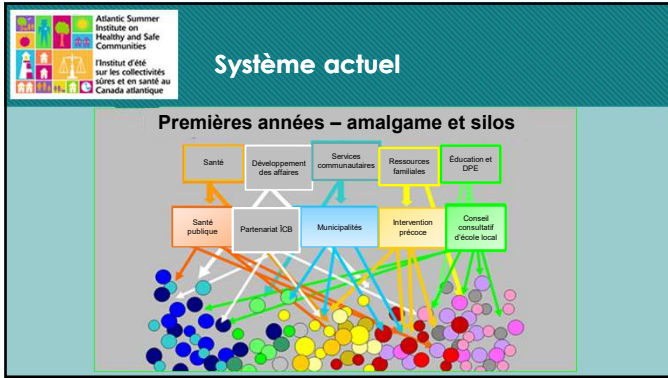 Atlantic Summer
Institute on
Healthy and Safe
Communities
l'Institut d'été
sur les collectivités
sûres et en santé au
Canada atlantique
Système actuel
Premières années – amalgame et silos
Santé
Développement
des affaires
Services
communautaires
Ressources
familiales
Éducation et
DPE
Santé
publique
Partenariat ÎCB
Municipalités
Intervention
précoce
Conseil
consultatif
d'école local